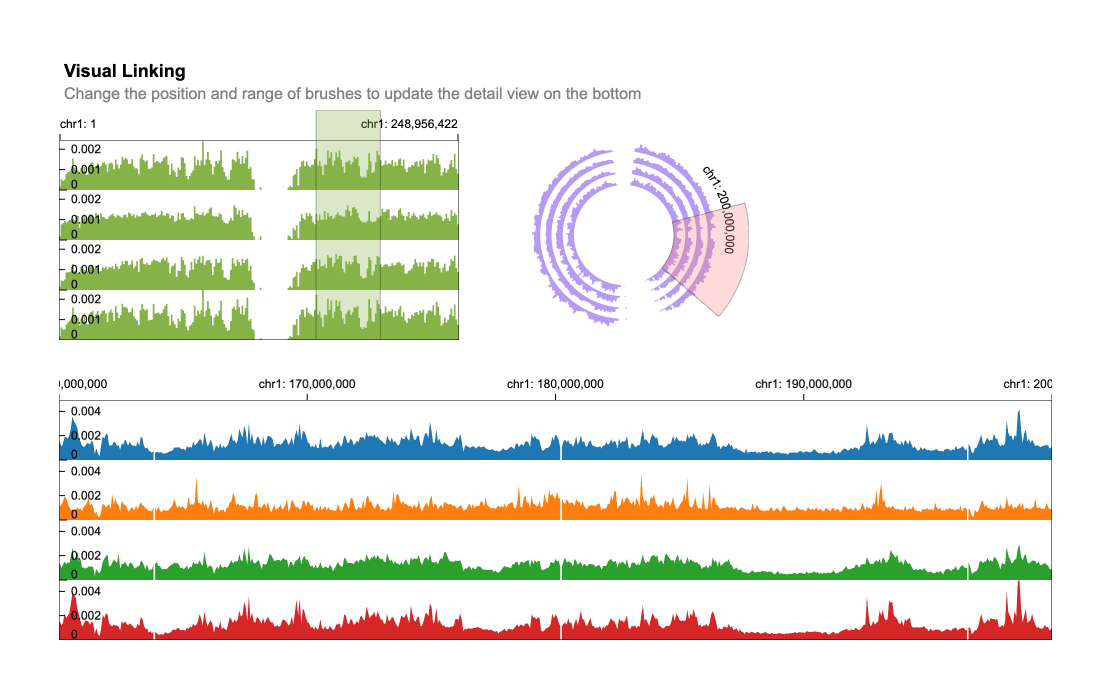 Visual Linking
Change the position and range of brushes to update the detail view on the bottom
chr1: 1
chr1: 248,956,422
0.002
0.001
0
0.002
0.001
0
0.002
0.001
0
0.002
0.001
0
chr1: 200,000,000
0,000,000
chr1: 170,000,000
chr1: 180,000,000
chr1: 190,000,000
chr1: 200
0.004
0.002
0
0.004
0.002
0
0.004
0.002
0
0.004
0.002
0